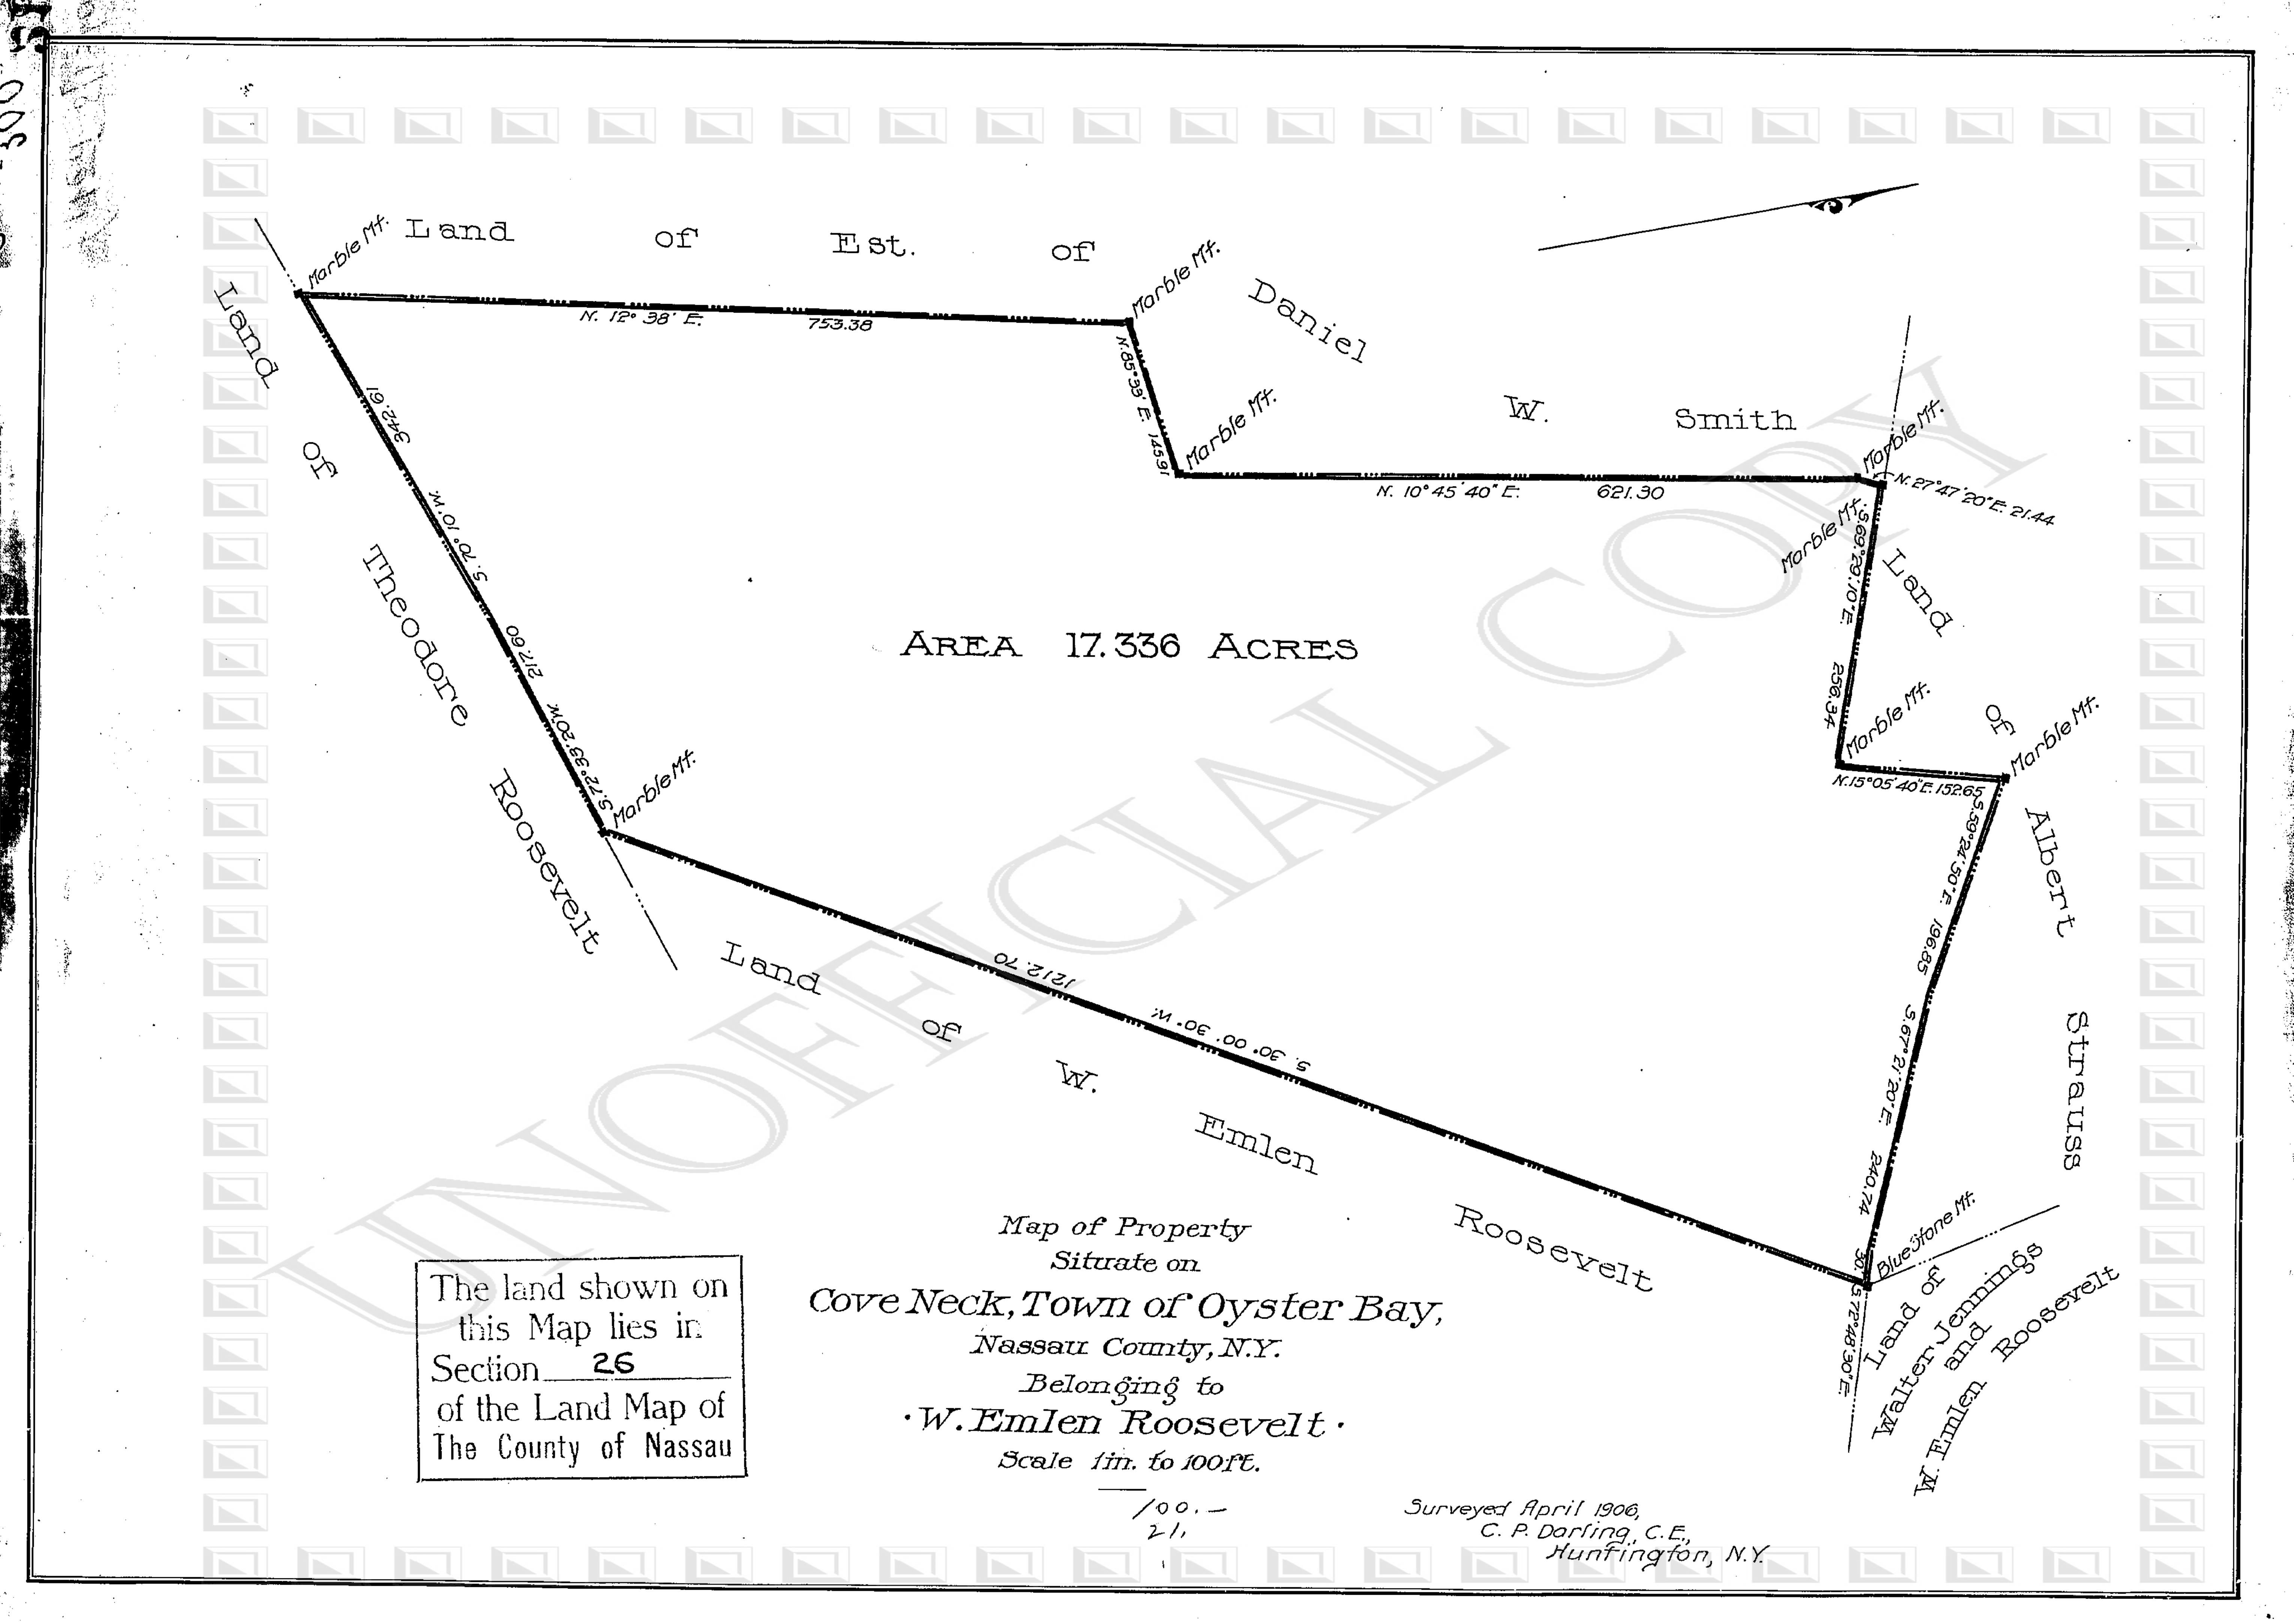 Land of Est. of Daniel W. Smith
Marble Mt.
N. 12° 38' E. 753.38
Marble Mt.
N. 85° 33' E. 145.91
Marble Mt.
N. 10° 45' 40" E. 621.30
Marble Mt.
N. 27° 47' 20" E. 21.44
Marble Mt.
S. 69° 29' 10" E. 256.34
Marble Mt.
N. 15° 05' 40" E. 152.65
Marble Mt.
S. 59° 24' 50" E. 196.85
S. 67° 21' 20" E. 240.74
S. 72° 48' 30" E.
Blue Stone Mt.
Land of Albert Strauss
Land of
Walter Jennings
and
W. Emlen Roosevelt
S. 30° 00' 30" W. 1212.70
Land of W. Emlen Roosevelt
Marble Mt.
S. 72° 33' 20" W. 217.60
S. 70° 10' W. 342.61
Land of Theodore Roosevelt
AREA 17.336 ACRES
UNOFFICIAL COPY
Map of Property
Situate on
Cove Neck, Town of Oyster Bay,
Nassau County, N.Y.
Belonging to
·W. Emlen Roosevelt·
Scale 1in. to 100ft.
100.-
21.
Surveyed April 1906,
C. P. Darling, C.E.,
Huntington, N.Y.
The land shown on
this Map lies in
Section 26
of the Land Map of
The County of Nassau